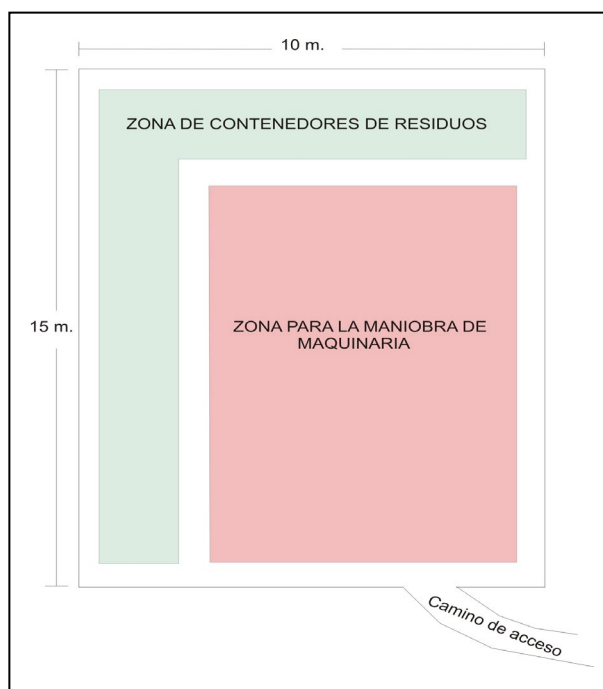 10 m.
ZONA DE CONTENEDORES DE RESIDUOS
15 m.
ZONA PARA LA MANIOBRA DE
MAQUINARIA
Camino de acceso